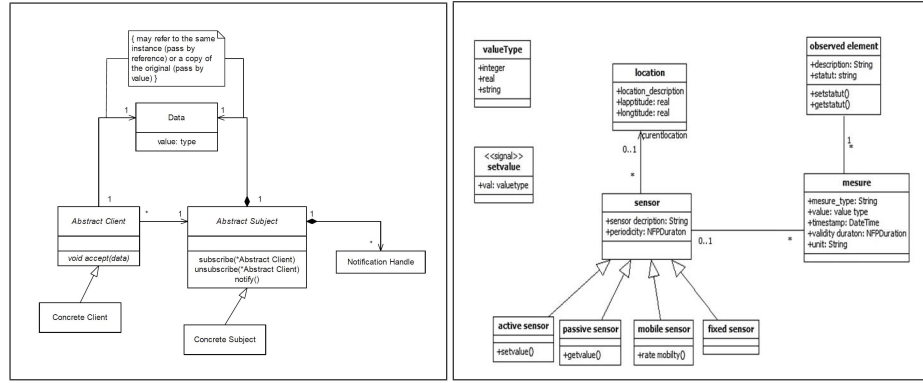 { may refer to the same
instance (pass by
reference) or a copy of
the original (pass by
value) }
1
1
Data
value: type
1
1
Abstract Client
*
1
Abstract Subject
1
void accept(data)
subscribe(*Abstract Client)
unsubscribe(*Abstract Client)
notify()
*
Notification Handle
Concrete Client
Concrete Subject
valueType
+integer
+real
+string
location
+location_description
+lapptitude: real
+longtitude: real
curentlocation
0..1
*
observed element
+description: String
+statut: string
+setstatut()
+getstatut()
1
*
<<signal>>
setvalue
+val: valuetype
sensor
+sensor decription: String
+periodicity: NFPDuraton
0..1
*
mesure
+mesure_type: String
+value: value type
+timestamp: DateTime
+validity duraton: NFPDuration
+unit: String
active sensor
+setvalue()
passive sensor
+getvalue()
mobile sensor
+rate moblty()
fixed sensor